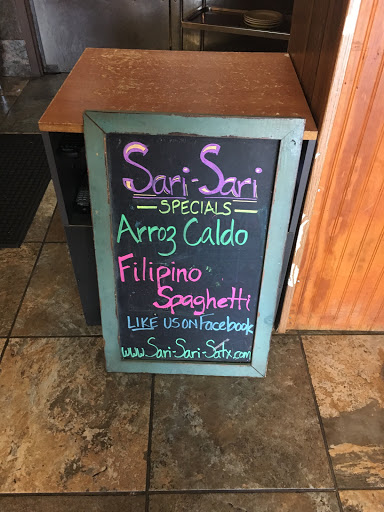 Sari-Sari
SPECIALS
Arroz Caldo
Filipino
Spaghetti
LIKE US ON Facebook
www.Sari-Sari-Satx.com